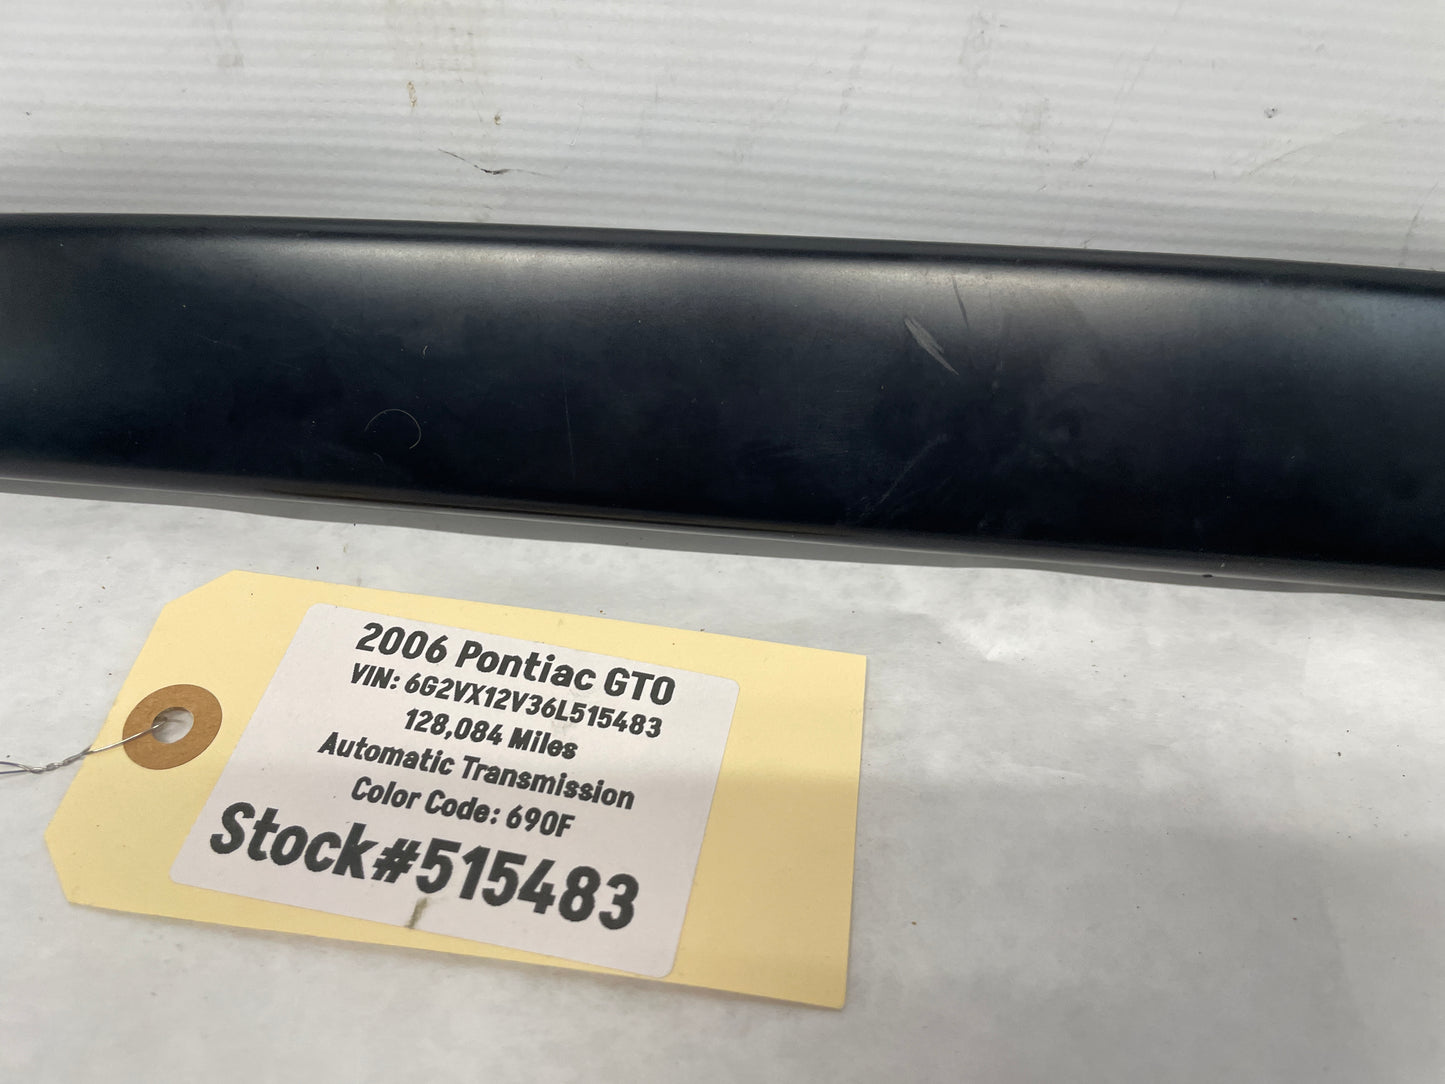 2006 Pontiac GTO
VIN: 6G2VX12V36L515483
128,084 Miles
Automatic Transmission
Color Code: 690F
Stock#515483